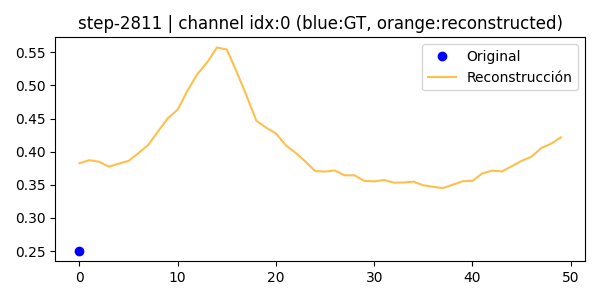 step-2811 | channel idx:0 (blue:GT, orange:reconstructed)
Original
Reconstrucción
0.55
0.50
0.45
0.40
0.35
0.30
0.25
0 10 20 30 40 50